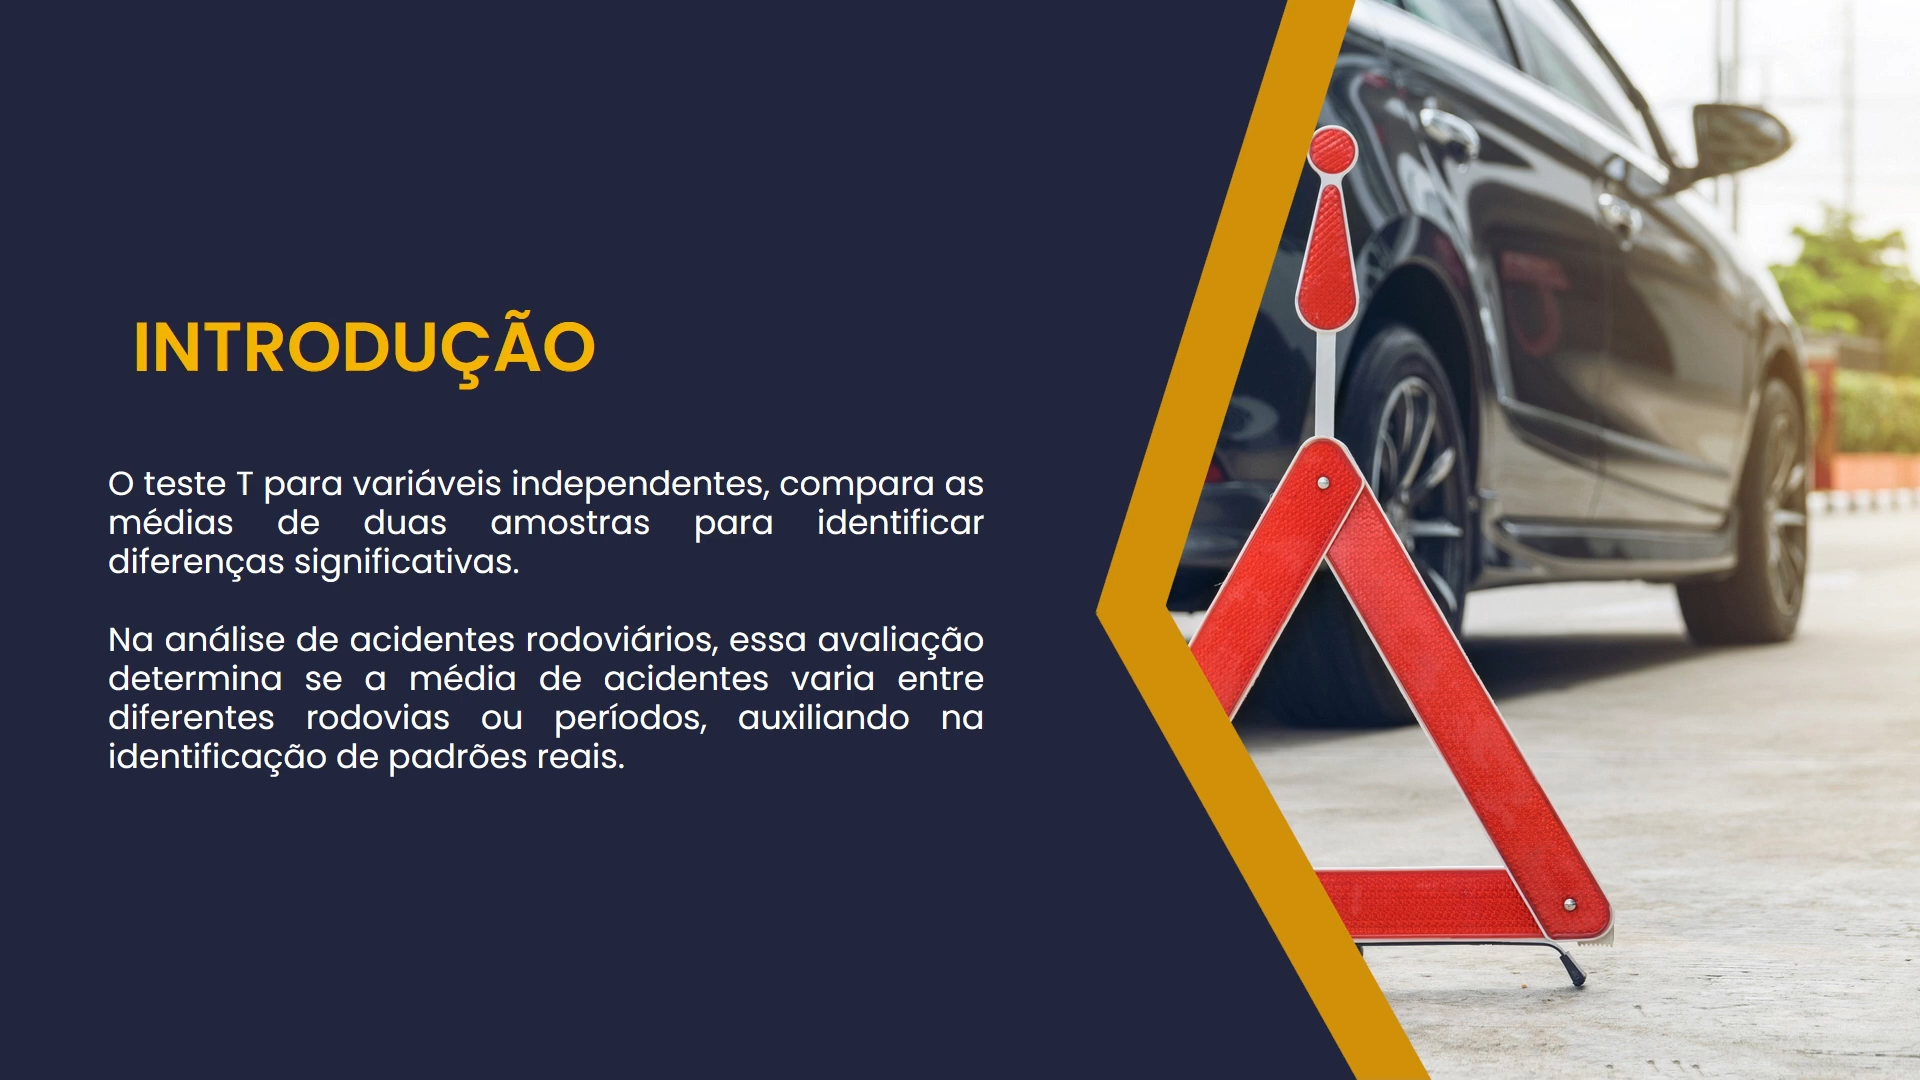 INTRODUÇÃO
O teste T para variáveis independentes, compara as
médias de duas amostras para identificar
diferenças significativas.
Na análise de acidentes rodoviários, essa avaliação
determina se a média de acidentes varia entre
diferentes rodovias ou períodos, auxiliando na
identificação de padrões reais.